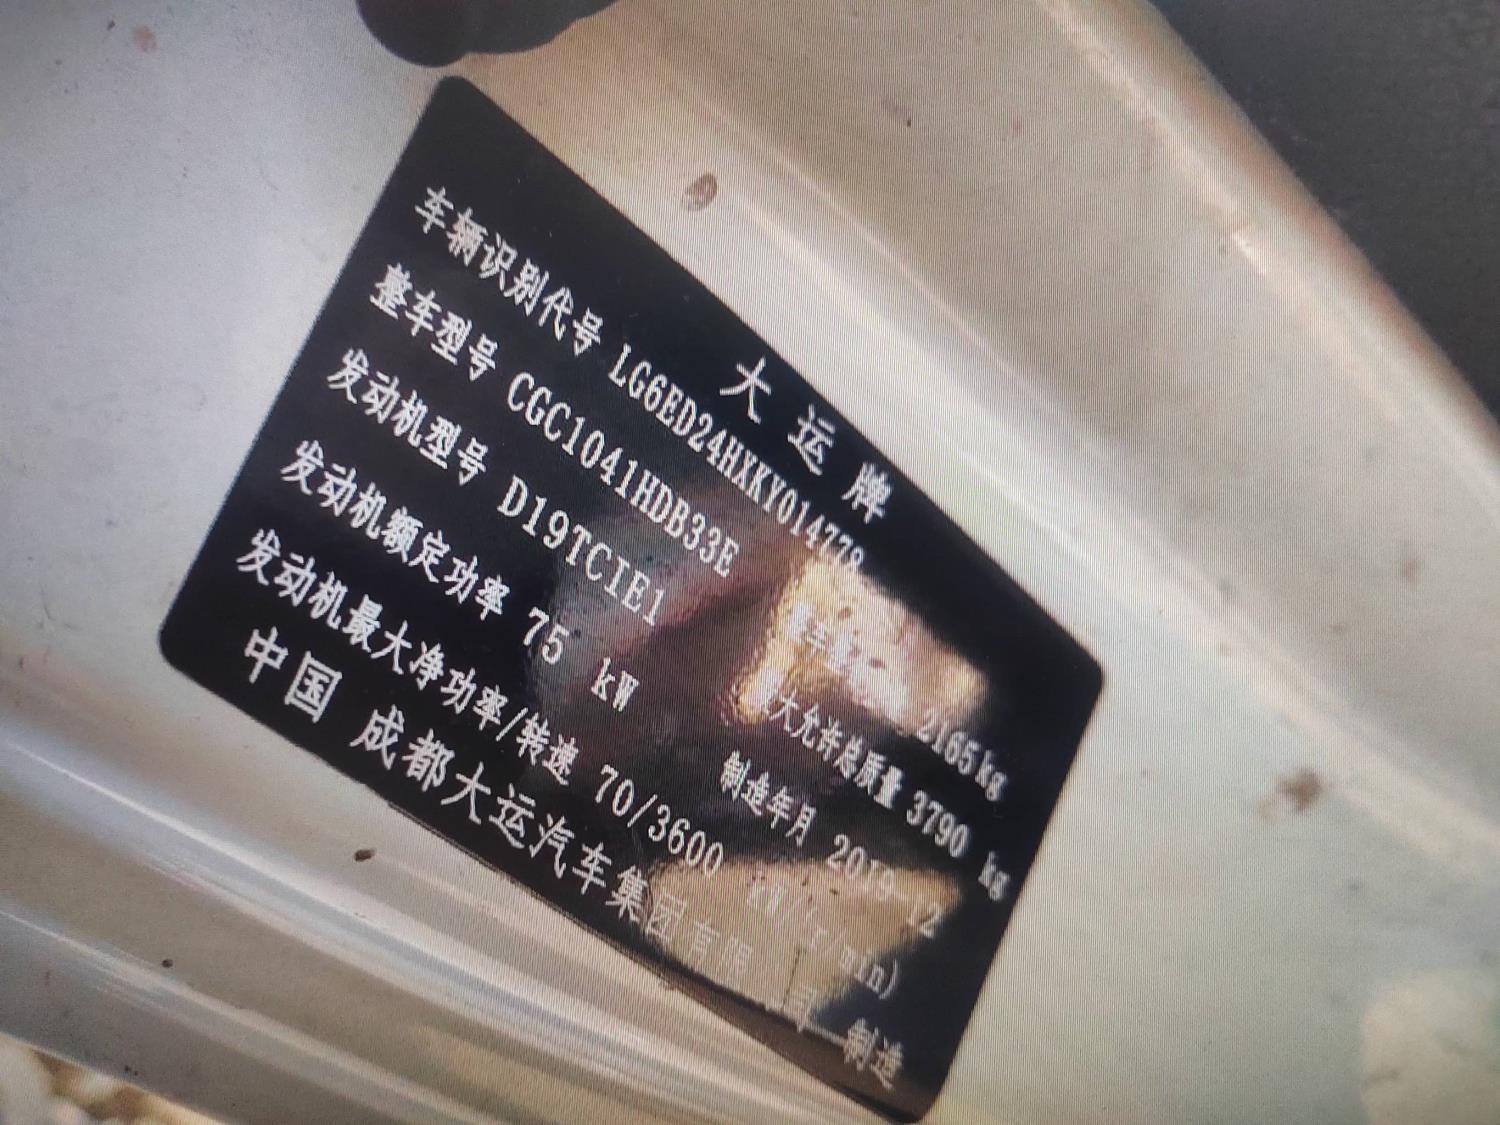 大运牌
车辆识别代号 LG6ED24HXKY014778
整车型号 CGC1041HDB33E
发动机型号 D19TCIE1 整车整 2165kg
发动机额定功率 75 kW 大允许总质量 3790 kg
制造年月 2019-12
发动机最大净功率/转速 70/3600 kW/(r/min)
中国 成都大运汽车集团有限 司 制造